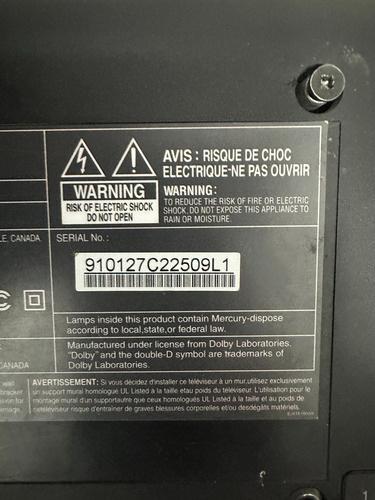 AVIS : RISQUE DE CHOC
ELECTRIQUE-NE PAS OUVRIR
WARNING
RISK OF ELECTRIC SHOCK
DO NOT OPEN
WARNING:
TO REDUCE THE RISK OF FIRE OR ELECTRIC
SHOCK, DO NOT EXPOSE THIS APPLIANCE TO
RAIN OR MOISTURE.
CANADA
SERIAL No. :
910127C22509L1
Lamps inside this product contain Mercury-dispose
according to local,state,or federal law.
Manufactured under license from Dolby Laboratories.
"Dolby" and the double-D symbol are trademarks of
Dolby Laboratories.
CANADA
wall
AVERTISSEMENT: Si vous décidez d'installer ce téléviseur à un mur,utilisez exclusivement
un support mural homologué UL Listed à la taille et au poids du téléviseur. L'utilisation pour le
montage mural d'un support autre que ceux homologués UL Listed à la taille et au poids de
ce téléviseur risque d'entraîner de graves blessures corporelles et/ou des dégâts matériels.